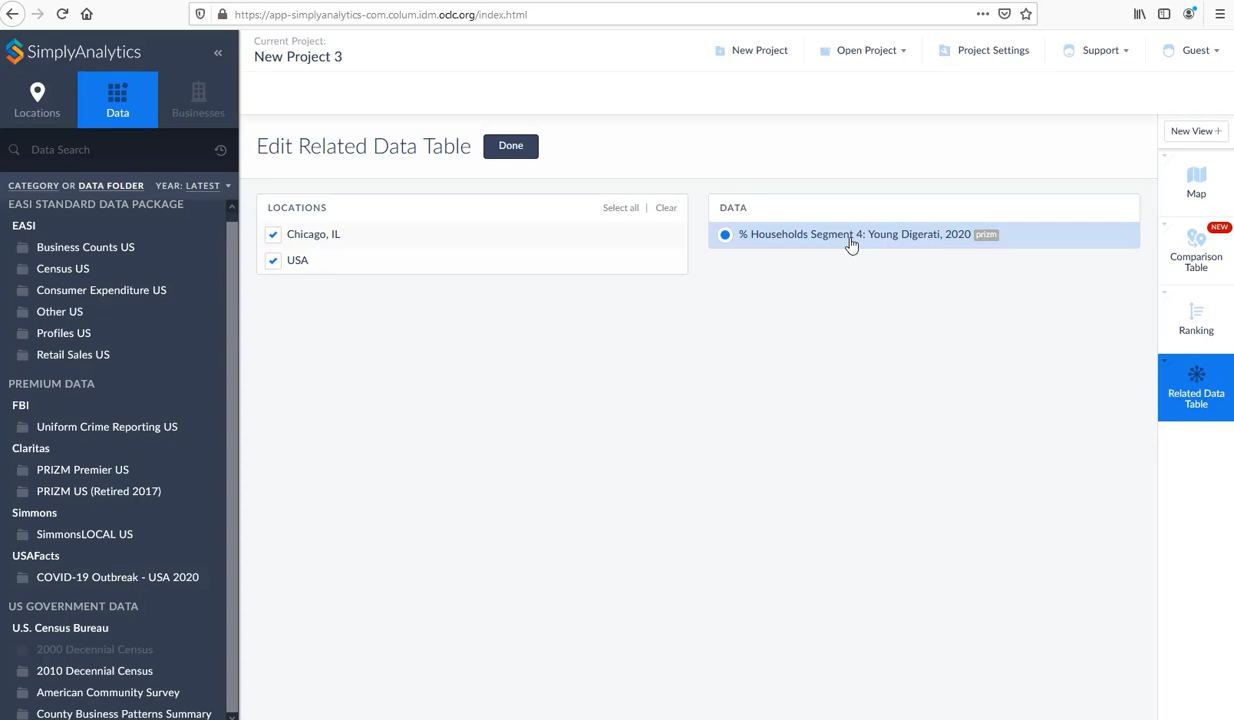 https://app-simplyanalytics-com.colum.idm.oclc.org/index.html
SimplyAnalytics
«
Current Project:
New Project 3
New Project
Open Project
Project Settings
Support
Guest
Locations
Data
Businesses
Data Search
CATEGORY OR DATA FOLDER YEAR: LATEST
EASI STANDARD DATA PACKAGE
EASI
Business Counts US
Census US
Consumer Expenditure US
Other US
Profiles US
Retail Sales US
PREMIUM DATA
FBI
Uniform Crime Reporting US
Claritas
PRIZM Premier US
PRIZM US (Retired 2017)
Simmons
SimmonsLOCAL US
USAFacts
COVID-19 Outbreak - USA 2020
US GOVERNMENT DATA
U.S. Census Bureau
2000 Decennial Census
2010 Decennial Census
American Community Survey
County Business Patterns Summary
Edit Related Data Table
Done
LOCATIONS
Select all | Clear
Chicago, IL
USA
DATA
% Households Segment 4: Young Digerati, 2020 prizm
New View +
Map
NEW
Comparison
Table
Ranking
Related Data
Table